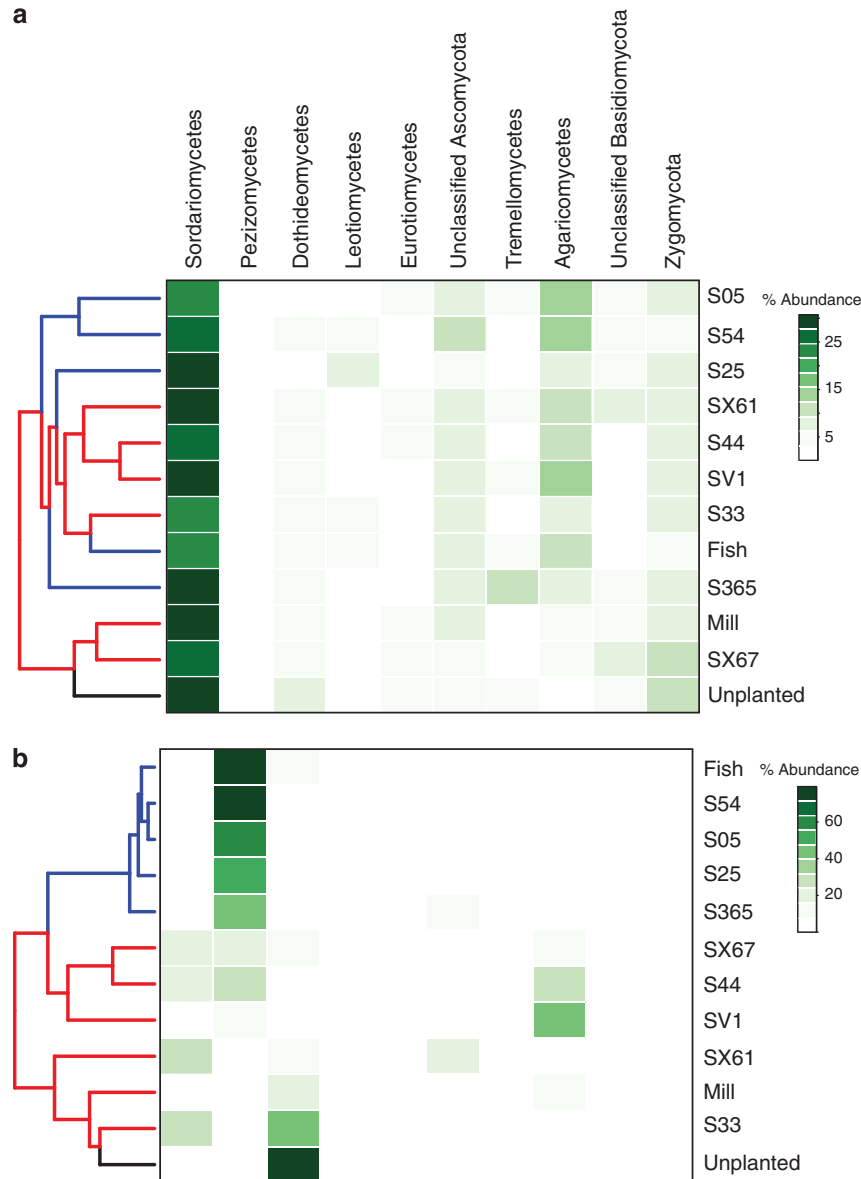 a
Sordariomycetes
Pezizomycetes
Dothideomycetes
Leotiomycetes
Eurotiomycetes
Unclassified Ascomycota
Tremellomycetes
Agaricomycetes
Unclassified Basidiomycota
Zygomycota
S05
S54
S25
SX61
S44
SV1
S33
Fish
S365
Mill
SX67
Unplanted
% Abundance
25
15
5
b
Fish
S54
S05
S25
S365
SX67
S44
SV1
SX61
Mill
S33
Unplanted
% Abundance
60
40
20